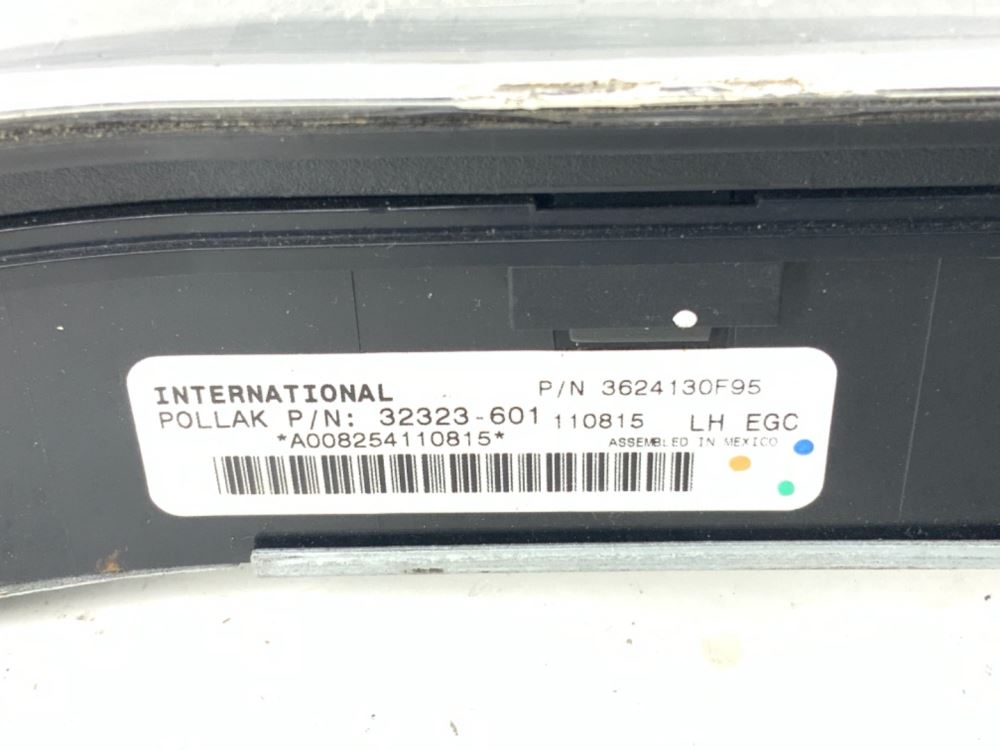 INTERNATIONAL P/N 3624130F95
POLLAK P/N: 32323-601 110815 LH EGC
*A008254110815* ASSEMBLED IN MEXICO